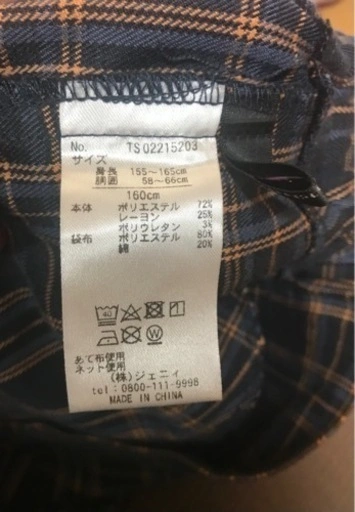 No. TS02215203
サイズ
身長 155~165cm
胴囲 58~66cm
160cm
本体 ポリエステル 72%
レーヨン 25%
ポリウレタン 3%
袋布 ポリエステル 80%
綿 20%
40
W
あて布使用
ネット使用
(株)ジェニィ
tel:0800-111-9998
MADE IN CHINA